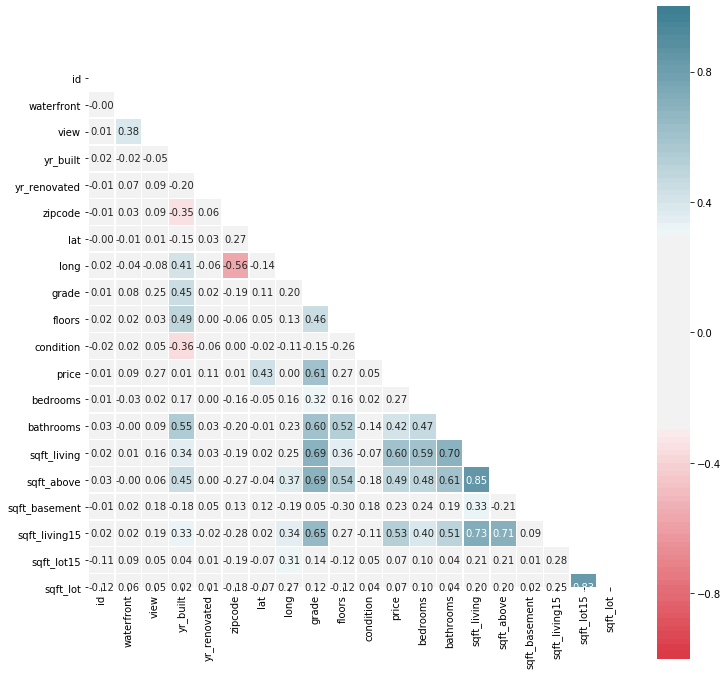 id
waterfront -0.00
view 0.01 0.38
yr_built 0.02 -0.02 -0.05
yr_renovated -0.01 0.07 0.09 -0.20
zipcode -0.01 0.03 0.09 -0.35 0.06
lat -0.00 -0.01 0.01 -0.15 0.03 0.27
long 0.02 -0.04 -0.08 0.41 -0.06 -0.56 -0.14
grade 0.01 0.08 0.25 0.45 0.02 -0.19 0.11 0.20
floors 0.02 0.02 0.03 0.49 0.00 -0.06 0.05 0.13 0.46
condition -0.02 0.02 0.05 -0.36 -0.06 0.00 -0.02 -0.11 -0.15 -0.26
price 0.01 0.09 0.27 0.01 0.11 0.01 0.43 0.00 0.61 0.27 0.05
bedrooms 0.01 -0.03 0.02 0.17 0.00 -0.16 -0.05 0.16 0.32 0.16 0.02 0.27
bathrooms 0.03 -0.00 0.09 0.55 0.03 -0.20 -0.01 0.23 0.60 0.52 -0.14 0.42 0.47
sqft_living 0.02 0.01 0.16 0.34 0.03 -0.19 0.02 0.25 0.69 0.36 -0.07 0.60 0.59 0.70
sqft_above 0.03 -0.00 0.06 0.45 0.00 -0.27 -0.04 0.37 0.69 0.54 -0.18 0.49 0.48 0.61 0.85
sqft_basement -0.01 0.02 0.18 -0.18 0.05 0.13 0.12 -0.19 0.05 -0.30 0.18 0.23 0.24 0.19 0.33 -0.21
sqft_living15 0.02 0.02 0.19 0.33 -0.02 -0.28 0.02 0.34 0.65 0.27 -0.11 0.53 0.40 0.51 0.73 0.71 0.09
sqft_lot15 -0.11 0.09 0.05 0.04 0.01 -0.19 -0.07 0.31 0.14 -0.12 0.05 0.07 0.10 0.04 0.21 0.21 0.01 0.28
sqft_lot -0.12 0.06 0.05 0.02 0.01 -0.18 -0.07 0.27 0.12 -0.12 0.04 0.07 0.10 0.04 0.20 0.20 0.02 0.25 0.83
id waterfront view yr_built yr_renovated zipcode lat long grade floors condition price bedrooms bathrooms sqft_living sqft_above sqft_basement sqft_living15 sqft_lot15 sqft_lot
0.8
0.4
0.0
−0.4
−0.8